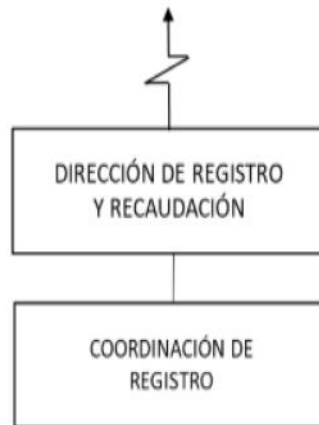 DIRECCIÓN DE REGISTRO
Y RECAUDACIÓN
COORDINACIÓN DE
REGISTRO